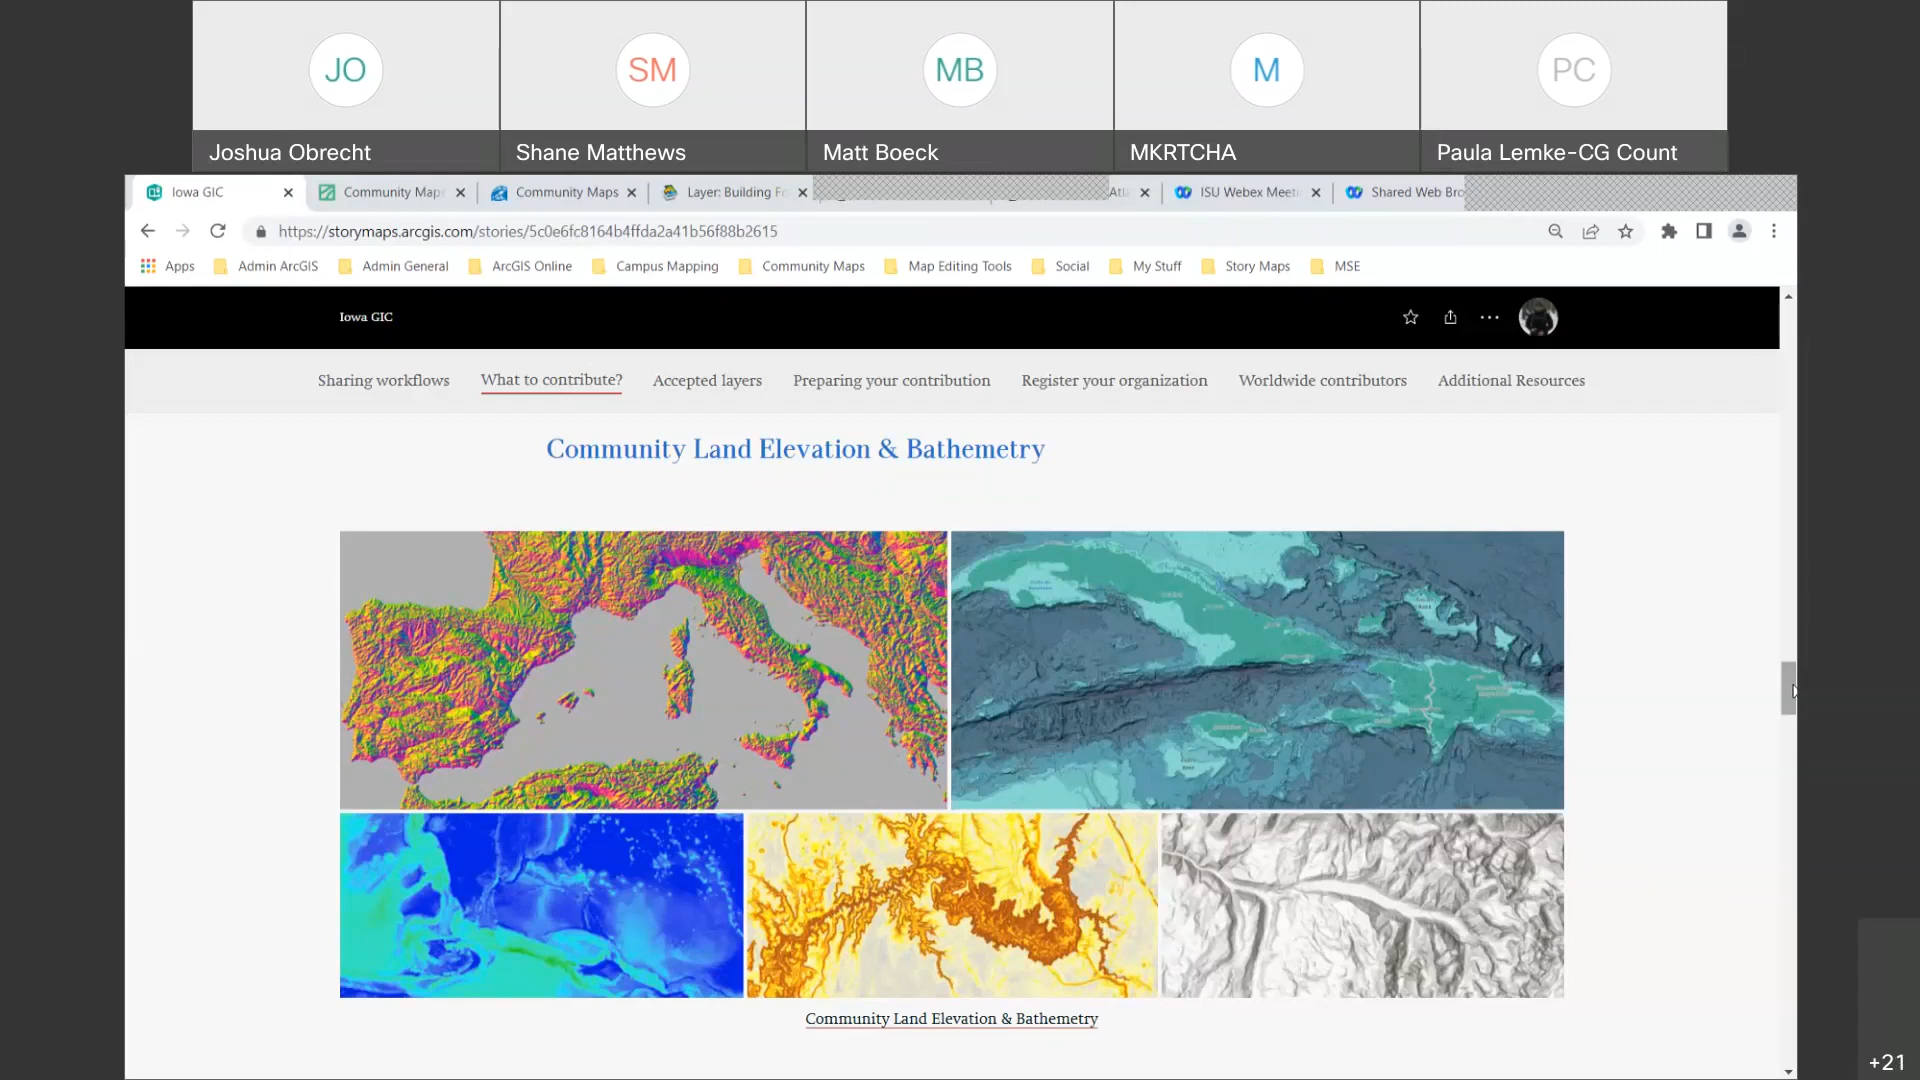 JO SM MB M PC
Joshua Obrecht Shane Matthews Matt Boeck MKRTCHA Paula Lemke-CG Count
Iowa GIC Community Maps Community Maps Layer: Building Fo ISU Webex Meeti Shared Web Bro
https://storymaps.arcgis.com/stories/5c0e6fc8164b4ffda2a41b56f88b2615
Apps Admin ArcGIS Admin General ArcGIS Online Campus Mapping Community Maps Map Editing Tools Social My Stuff Story Maps MSE
Iowa GIC
Sharing workflows What to contribute? Accepted layers Preparing your contribution Register your organization Worldwide contributors Additional Resources
Community Land Elevation & Bathemetry
Community Land Elevation & Bathemetry
+21